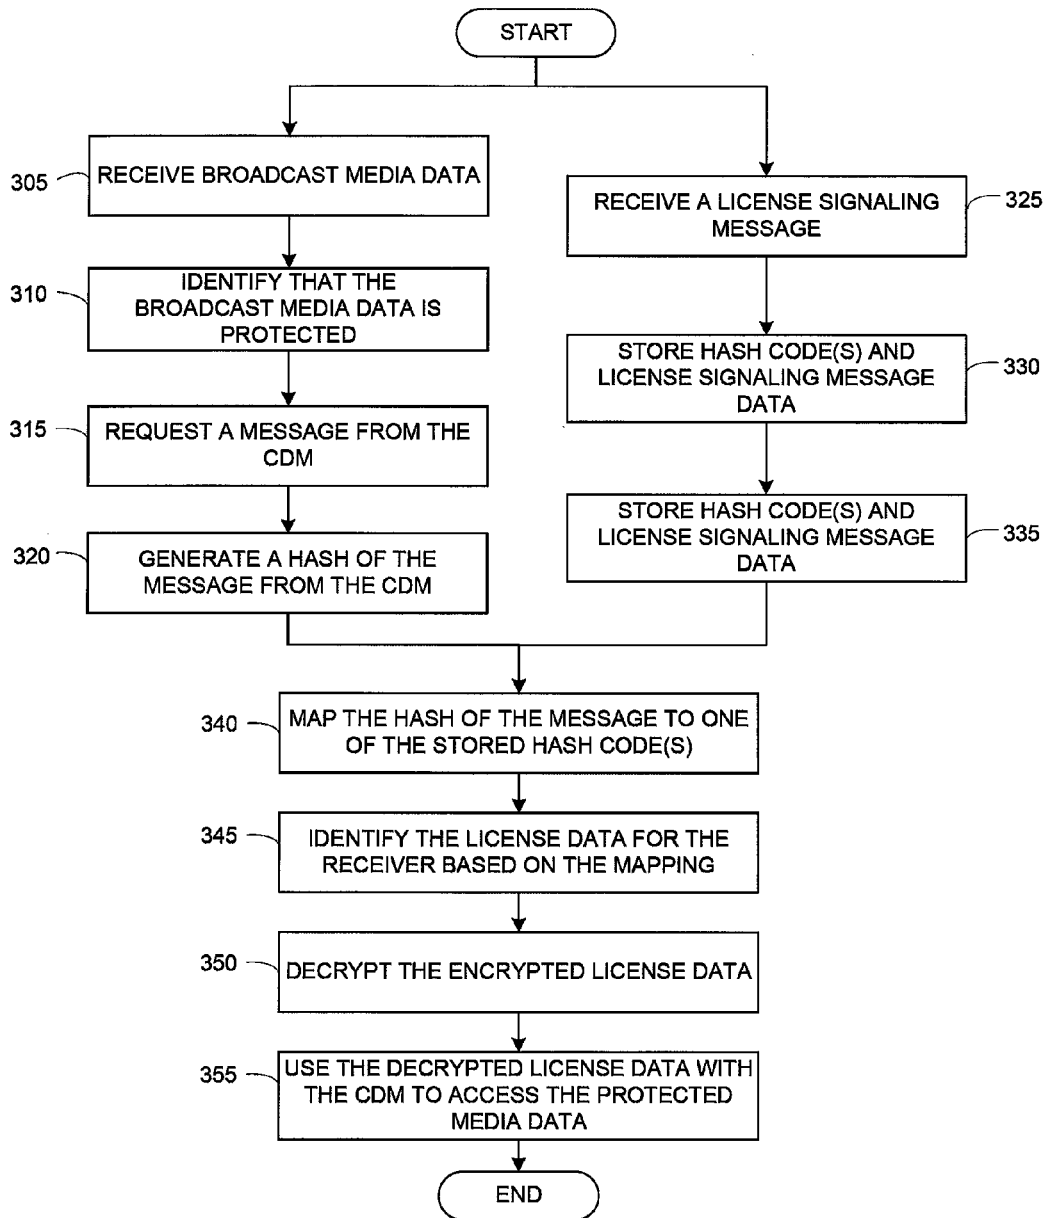 START
305
RECEIVE BROADCAST MEDIA DATA
310
IDENTIFY THAT THE
BROADCAST MEDIA DATA IS
PROTECTED
315
REQUEST A MESSAGE FROM THE
CDM
320
GENERATE A HASH OF THE
MESSAGE FROM THE CDM
RECEIVE A LICENSE SIGNALING
MESSAGE
325
STORE HASH CODE(S) AND
LICENSE SIGNALING MESSAGE
DATA
330
STORE HASH CODE(S) AND
LICENSE SIGNALING MESSAGE
DATA
335
340
MAP THE HASH OF THE MESSAGE TO ONE
OF THE STORED HASH CODE(S)
345
IDENTIFY THE LICENSE DATA FOR THE
RECEIVER BASED ON THE MAPPING
350
DECRYPT THE ENCRYPTED LICENSE DATA
355
USE THE DECRYPTED LICENSE DATA WITH
THE CDM TO ACCESS THE PROTECTED
MEDIA DATA
END